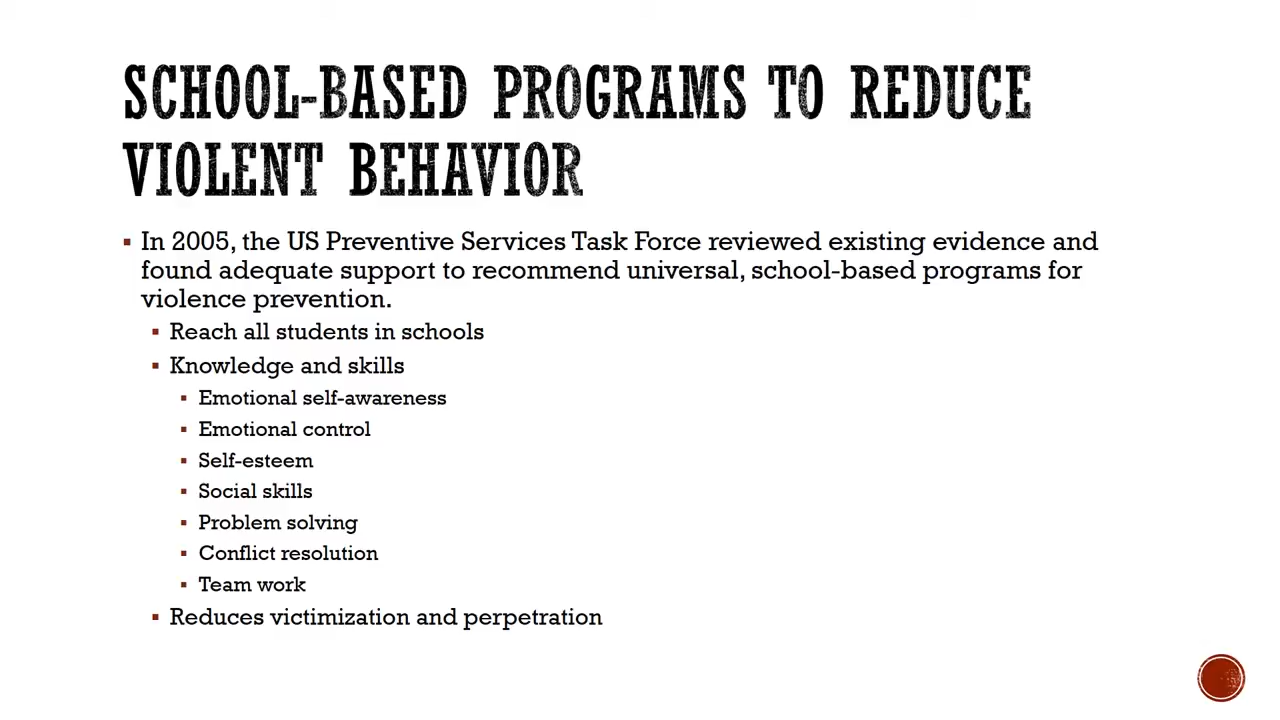 SCHOOL-BASED PROGRAMS TO REDUCE
VIOLENT BEHAVIOR
▪ In 2005, the US Preventive Services Task Force reviewed existing evidence and
found adequate support to recommend universal, school-based programs for
violence prevention.
▪ Reach all students in schools
▪ Knowledge and skills
▪ Emotional self-awareness
▪ Emotional control
▪ Self-esteem
▪ Social skills
▪ Problem solving
▪ Conflict resolution
▪ Team work
▪ Reduces victimization and perpetration